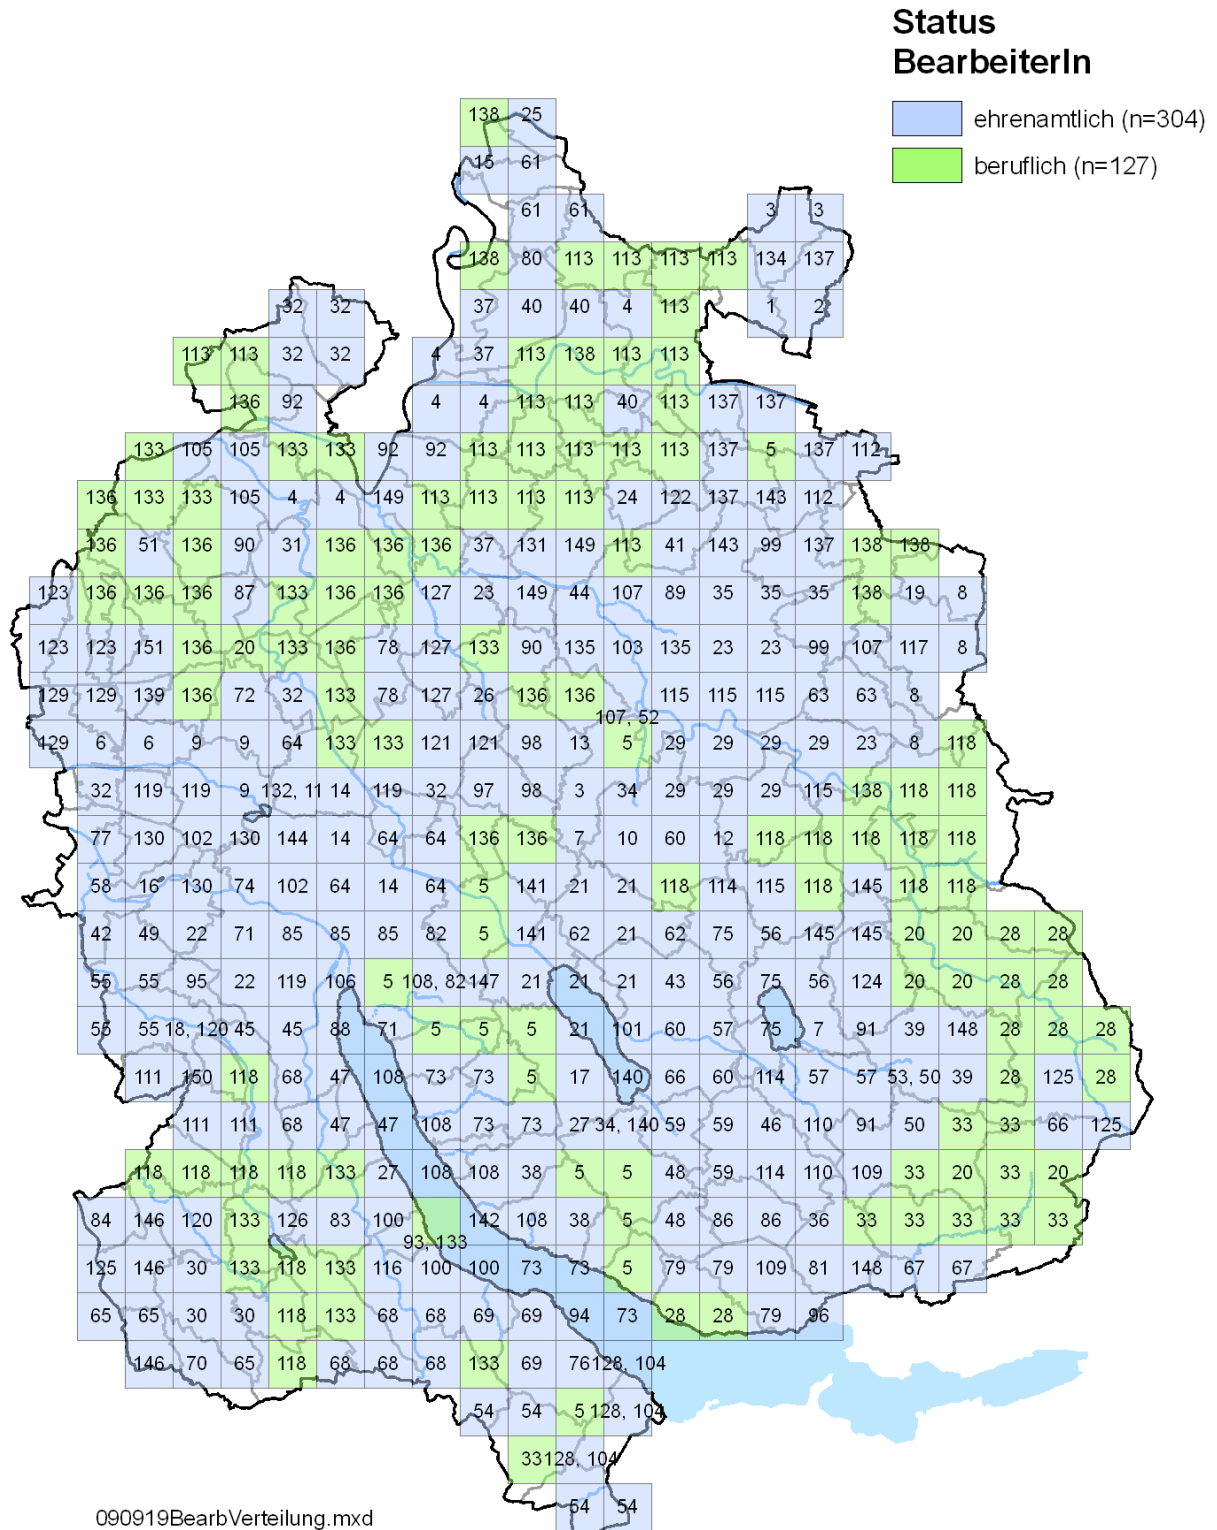 Status
BearbeiterIn
ehrenamtlich (n=304)
beruflich (n=127)
138 25
15 61
61 61 3 3
138 80 113 113 113 113 134 137
32 32 37 40 40 4 113 1 2
113 113 32 32 4 37 113 138 113 113
136 92 4 4 113 113 40 113 137 137
133 105 105 133 133 92 92 113 113 113 113 113 137 5 137 112
136 133 133 105 4 4 149 113 113 113 113 24 122 137 143 112
136 51 136 90 31 136 136 136 37 131 149 113 41 143 99 137 138 138
123 136 136 136 87 133 136 136 127 23 149 44 107 89 35 35 35 138 19 8
123 123 151 136 20 133 136 78 127 133 90 135 103 135 23 23 99 107 117 8
129 129 139 136 72 32 133 78 127 26 136 136 115 115 115 63 63 8
107, 52
129 6 6 9 9 64 133 133 121 121 98 13 5 29 29 29 29 23 8 118
32 119 119 9 132, 11 14 119 32 97 98 3 34 29 29 29 115 138 118 118
77 130 102 130 144 14 64 64 136 136 7 10 60 12 118 118 118 118 118
58 16 130 74 102 64 14 64 5 141 21 21 118 114 115 118 145 118 118
42 49 22 71 85 85 85 82 5 141 62 21 62 75 56 145 145 20 20 28 28
55 55 95 22 119 106 5 108, 82 147 21 21 21 43 56 75 56 124 20 20 28 28
55 55 18, 120 45 45 88 71 5 5 5 21 101 60 57 75 7 91 39 148 28 28 28
111 150 118 68 47 108 73 73 5 17 140 66 60 114 57 57 53, 50 39 28 125 28
111 111 68 47 47 108 73 73 27 34, 140 59 59 46 110 91 50 33 33 66 125
118 118 118 118 133 27 108 108 38 5 5 48 59 114 110 109 33 20 33 20
84 146 120 133 126 83 100 142 108 38 5 48 86 86 36 33 33 33 33 33
93, 133
125 146 30 133 118 133 116 100 100 73 73 5 79 79 109 81 148 67 67
65 65 30 30 118 133 68 68 69 69 94 73 28 28 79 96
146 70 65 118 68 68 68 133 69 76 128, 104
54 54 5 128, 104
33 128, 104
54 54
090919BearbVerteilung.mxd